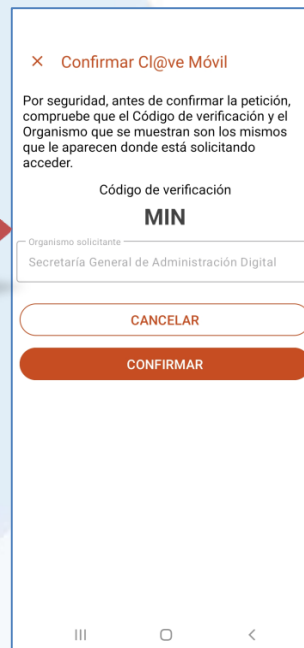 × Confirmar Cl@ve Móvil
Por seguridad, antes de confirmar la petición,
compruebe que el Código de verificación y el
Organismo que se muestran son los mismos
que le aparecen donde está solicitando
acceder.
Código de verificación
MIN
Organismo solicitante
Secretaría General de Administración Digital
CANCELAR
CONFIRMAR